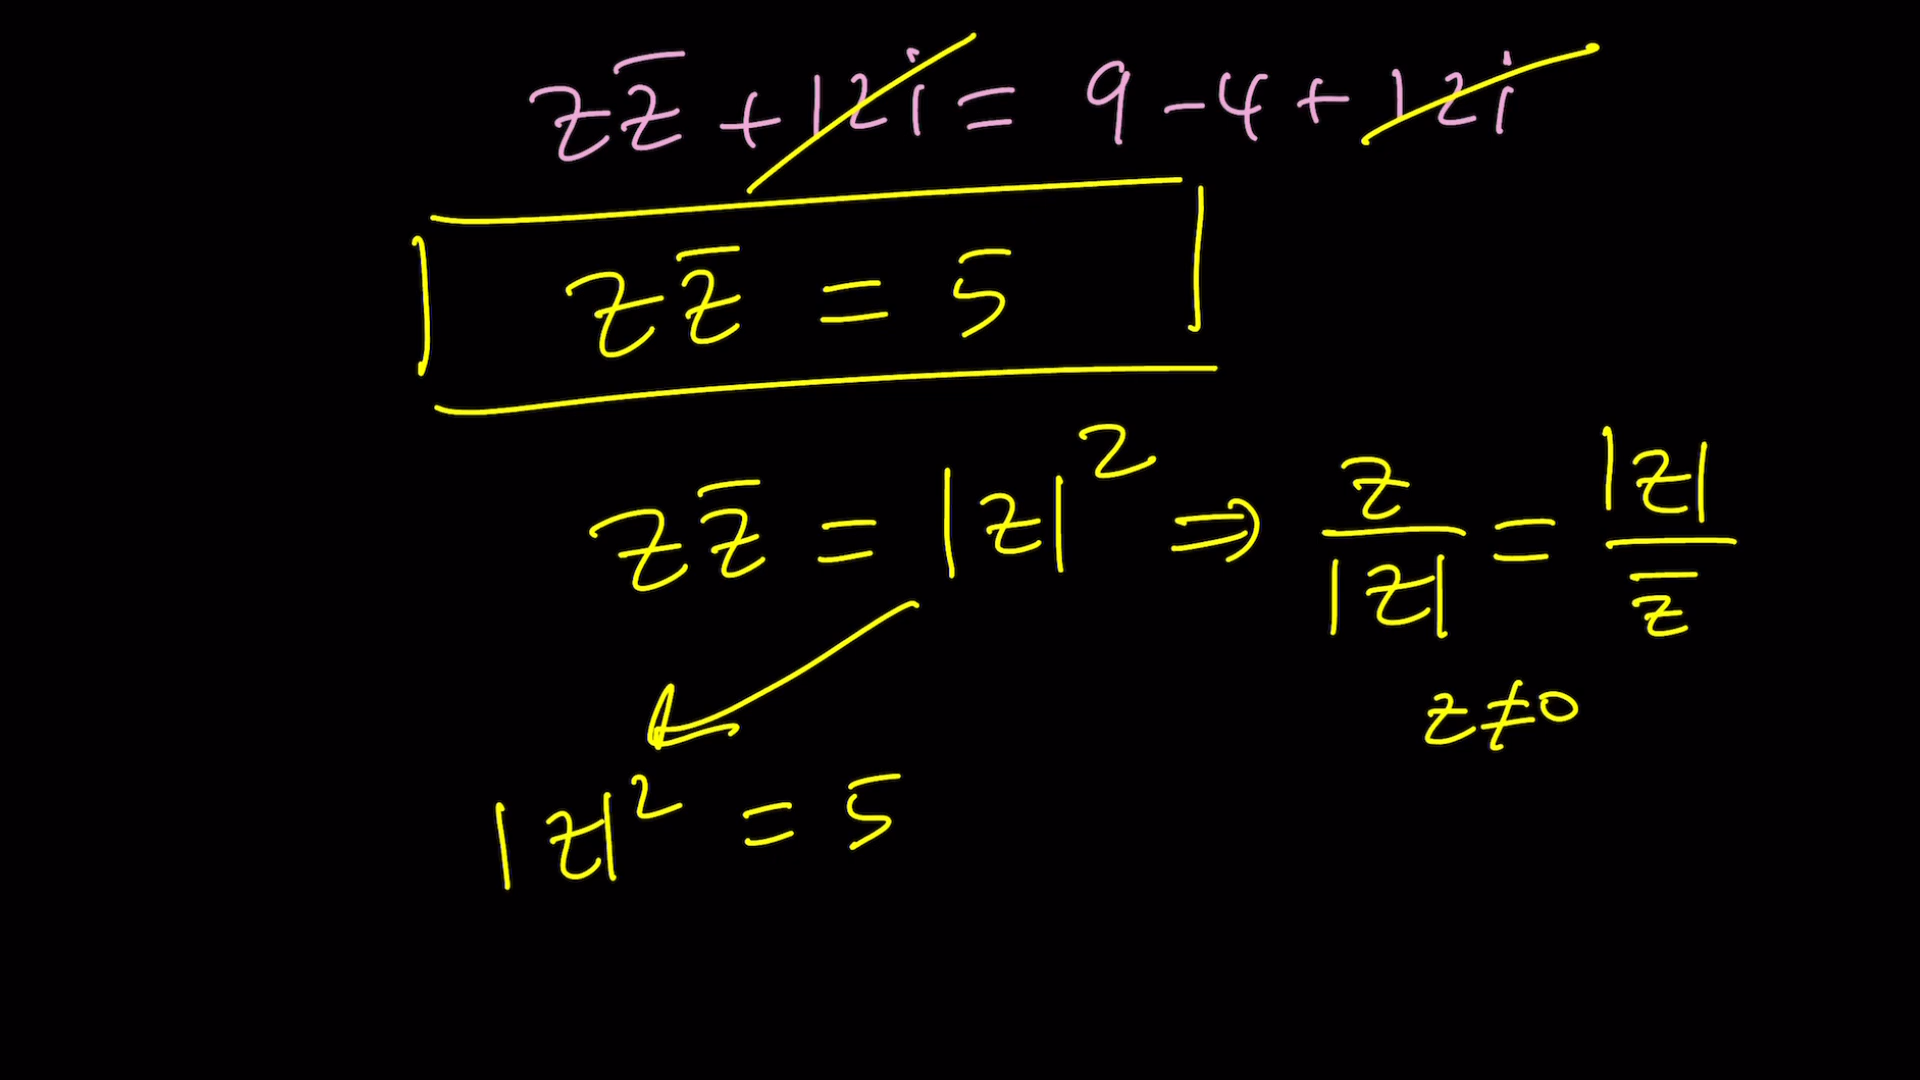 zz̅ + 12i = 9 - 4 + 12i
zz̅ = 5
zz̅ = |z|² ⇒ z/|z| = |z|/z̅
z ≠ 0
|z|² = 5